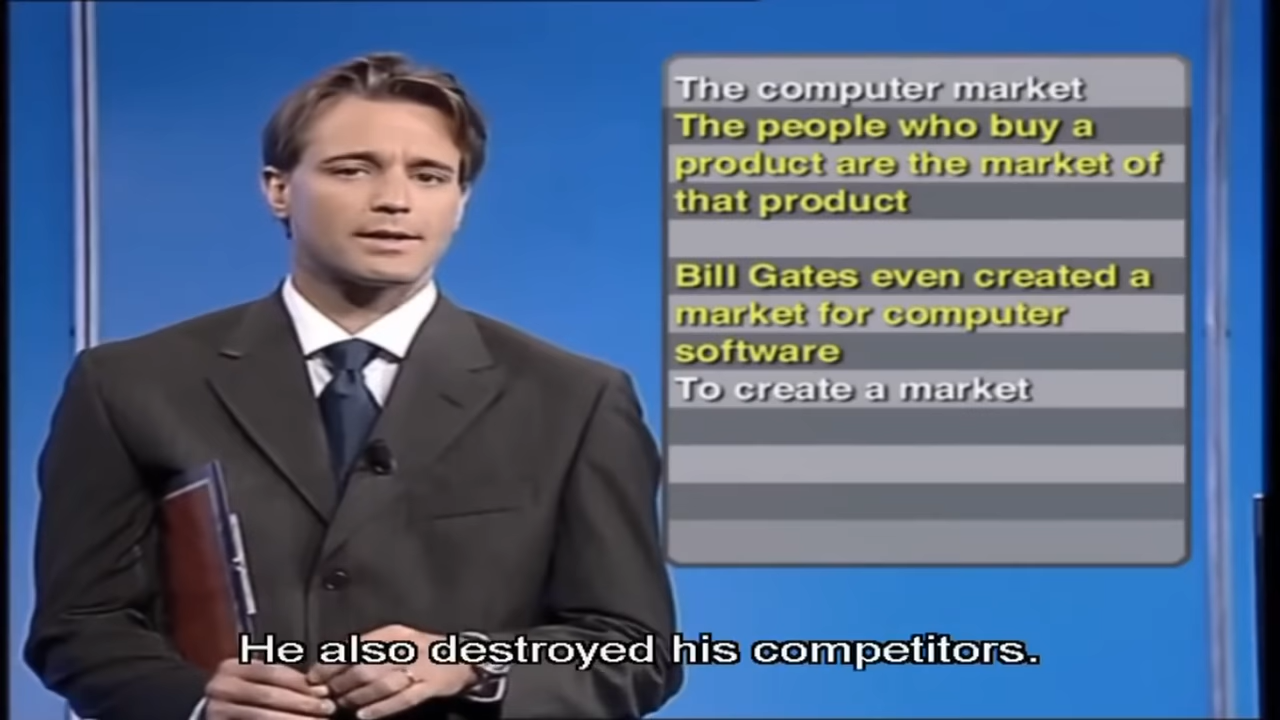 The computer market
The people who buy a
product are the market of
that product
Bill Gates even created a
market for computer
software
To create a market
He also destroyed his competitors.